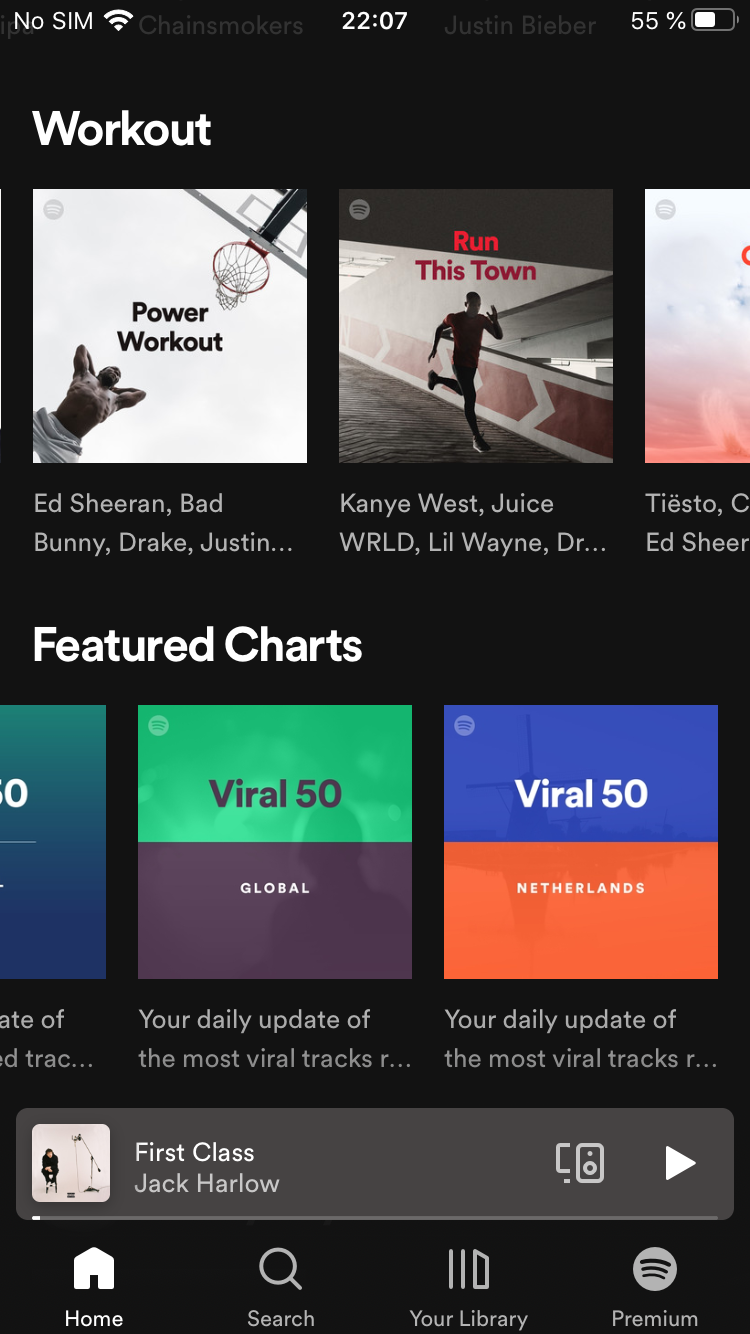 No SIM
22:07
55 %
Chainsmokers
Justin Bieber
Workout
Power
Workout
Run
This Town
Ed Sheeran, Bad
Bunny, Drake, Justin...
Kanye West, Juice
WRLD, Lil Wayne, Dr...
Tiësto, C
Ed Sheer
Featured Charts
50
Viral 50
GLOBAL
Viral 50
NETHERLANDS
ate of
ed trac...
Your daily update of
the most viral tracks r...
Your daily update of
the most viral tracks r...
First Class
Jack Harlow
Home
Search
Your Library
Premium